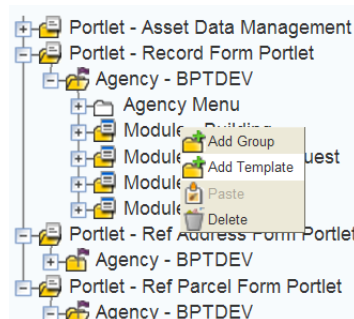 Portlet - Asset Data Management
Portlet - Record Form Portlet
Agency - BPTDEV
Agency Menu
Module - Building
Add Group
Module uest
Add Template
Module
Paste
Module
Delete
Portlet - Ref Address Form Portlet
Agency - BPTDEV
Portlet - Ref Parcel Form Portlet
Agency - BPTDEV